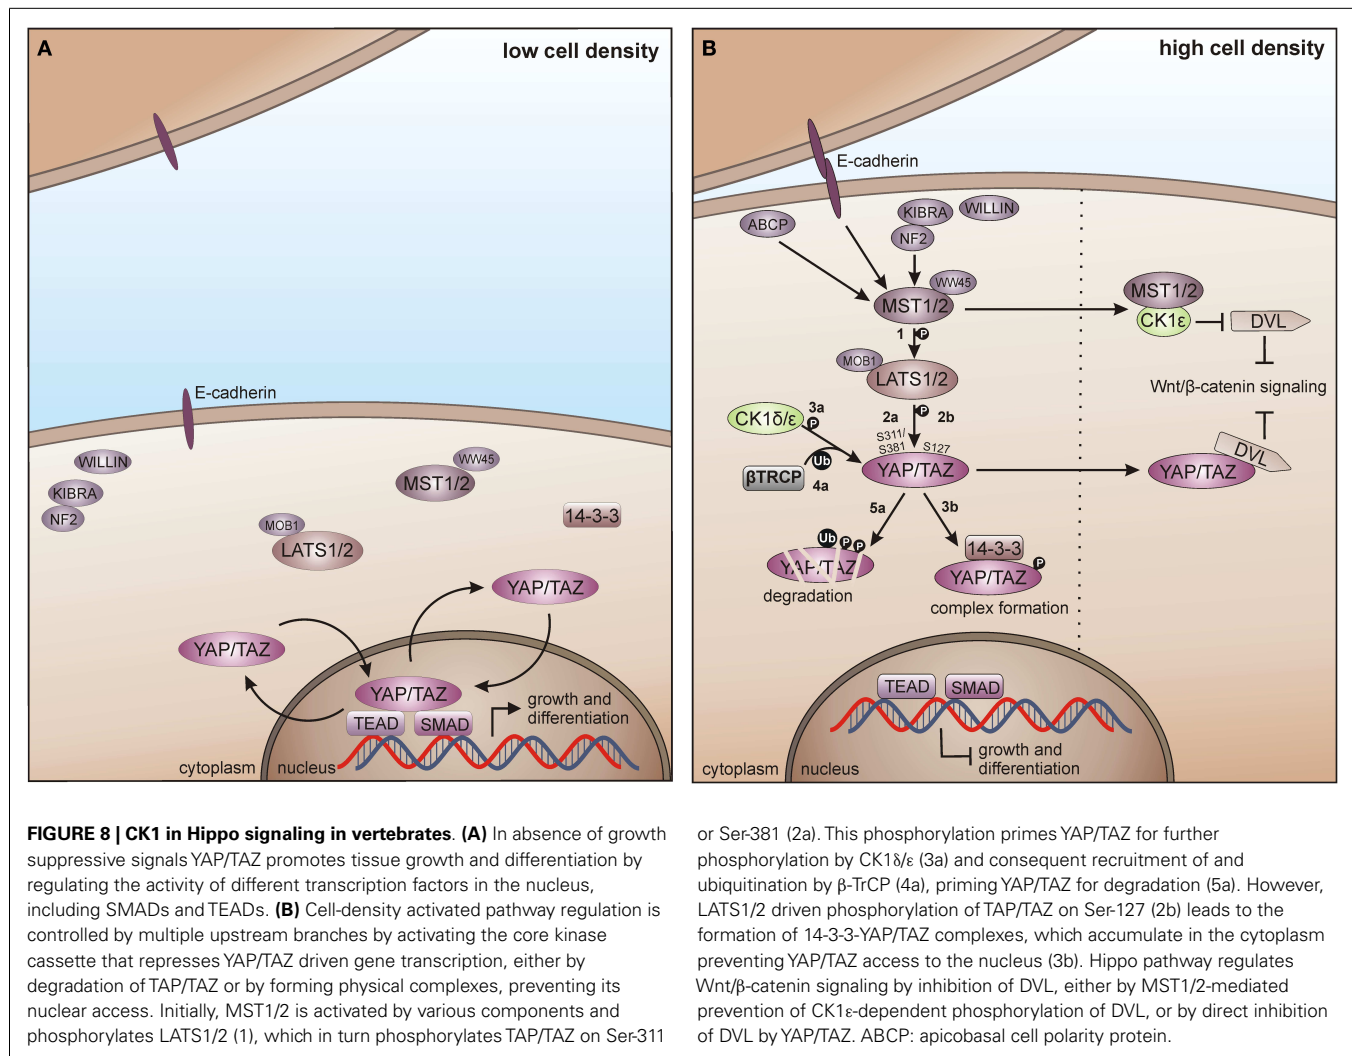 A
low cell density
E-cadherin
WILLIN
KIBRA
NF2
WW45
MST1/2
MOB1
LATS1/2
14-3-3
YAP/TAZ
YAP/TAZ
YAP/TAZ
TEAD
SMAD
growth and
differentiation
cytoplasm
nucleus
B
high cell density
E-cadherin
ABCP
KIBRA
WILLIN
NF2
WW45
MST1/2
MST1/2
CK1ε
DVL
1
P
MOB1
LATS1/2
Wnt/β-catenin signaling
CK1δ/ε
3a
P
2a
P
2b
S311/
S381
S127
βTRCP
Ub
4a
YAP/TAZ
YAP/TAZ
DVL
5a
3b
Ub
P
P
YAP/TAZ
degradation
14-3-3
P
YAP/TAZ
complex formation
TEAD
SMAD
growth and
differentiation
cytoplasm
nucleus
FIGURE 8 | CK1 in Hippo signaling in vertebrates. (A) In absence of growth
suppressive signals YAP/TAZ promotes tissue growth and differentiation by
regulating the activity of different transcription factors in the nucleus,
including SMADs and TEADs. (B) Cell-density activated pathway regulation is
controlled by multiple upstream branches by activating the core kinase
cassette that represses YAP/TAZ driven gene transcription, either by
degradation of TAP/TAZ or by forming physical complexes, preventing its
nuclear access. Initially, MST1/2 is activated by various components and
phosphorylates LATS1/2 (1), which in turn phosphorylates TAP/TAZ on Ser-311
or Ser-381 (2a). This phosphorylation primes YAP/TAZ for further
phosphorylation by CK1δ/ε (3a) and consequent recruitment of and
ubiquitination by β-TrCP (4a), priming YAP/TAZ for degradation (5a). However,
LATS1/2 driven phosphorylation of TAP/TAZ on Ser-127 (2b) leads to the
formation of 14-3-3-YAP/TAZ complexes, which accumulate in the cytoplasm
preventing YAP/TAZ access to the nucleus (3b). Hippo pathway regulates
Wnt/β-catenin signaling by inhibition of DVL, either by MST1/2-mediated
prevention of CK1ε-dependent phosphorylation of DVL, or by direct inhibition
of DVL by YAP/TAZ. ABCP: apicobasal cell polarity protein.